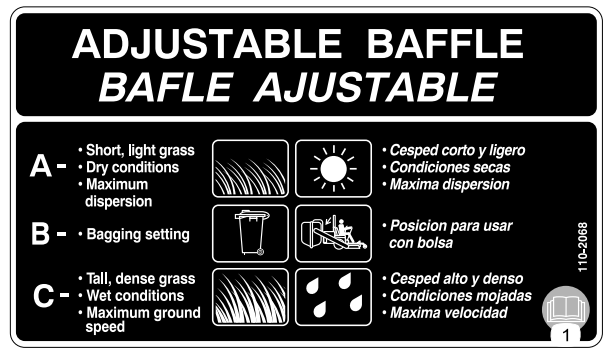 ADJUSTABLE BAFFLE
BAFLE AJUSTABLE
A -
• Short, light grass
• Dry conditions
• Maximum
dispersion
• Cesped corto y ligero
• Condiciones secas
• Maxima dispersion
B -
• Bagging setting
• Posicion para usar
con bolsa
C -
• Tall, dense grass
• Wet conditions
• Maximum ground
speed
• Cesped alto y denso
• Condiciones mojadas
• Maxima velocidad
110-2068
1